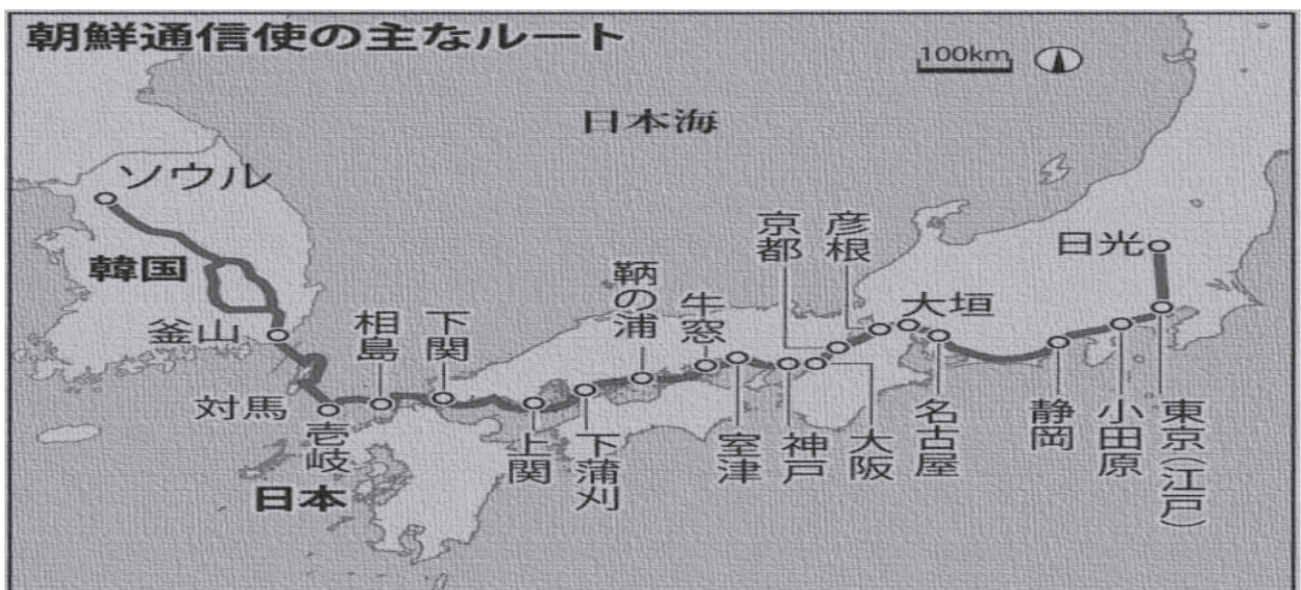 朝鮮通信使の主なルート
100km
日本海
ソウル
韓国
釜山
対馬
壱岐
日本
相島
下関
上関
下蒲刈
鞆の浦
牛窓
室津
神戸
大阪
京都
彦根
大垣
名古屋
静岡
小田原
東京(江戸)
日光